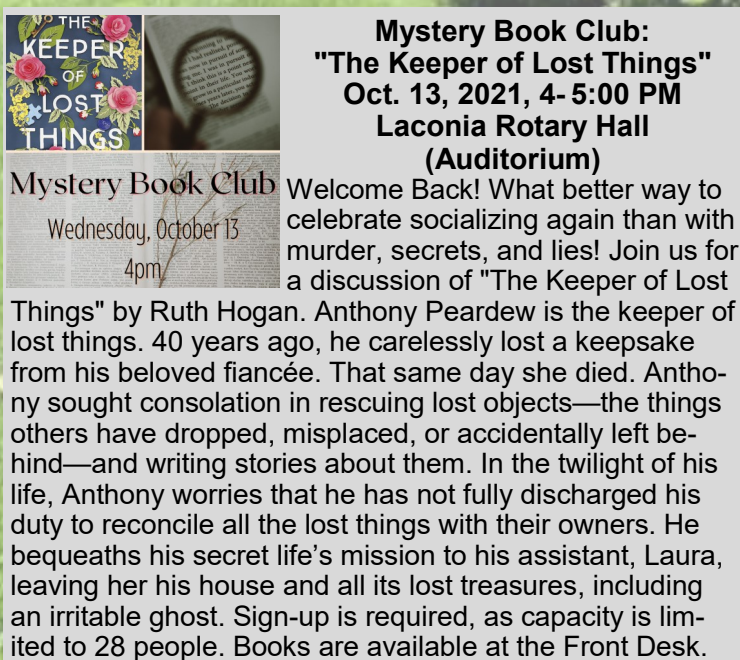 THE
KEEPER
OF
LOST
THINGS
Mystery Book Club
Wednesday, October 13
4pm
Mystery Book Club:
"The Keeper of Lost Things"
Oct. 13, 2021, 4- 5:00 PM
Laconia Rotary Hall
(Auditorium)
Welcome Back! What better way to
celebrate socializing again than with
murder, secrets, and lies! Join us for
a discussion of "The Keeper of Lost
Things" by Ruth Hogan. Anthony Peardew is the keeper of
lost things. 40 years ago, he carelessly lost a keepsake
from his beloved fiancée. That same day she died. Antho-
ny sought consolation in rescuing lost objects—the things
others have dropped, misplaced, or accidentally left be-
hind—and writing stories about them. In the twilight of his
life, Anthony worries that he has not fully discharged his
duty to reconcile all the lost things with their owners. He
bequeaths his secret life’s mission to his assistant, Laura,
leaving her his house and all its lost treasures, including
an irritable ghost. Sign-up is required, as capacity is lim-
ited to 28 people. Books are available at the Front Desk.